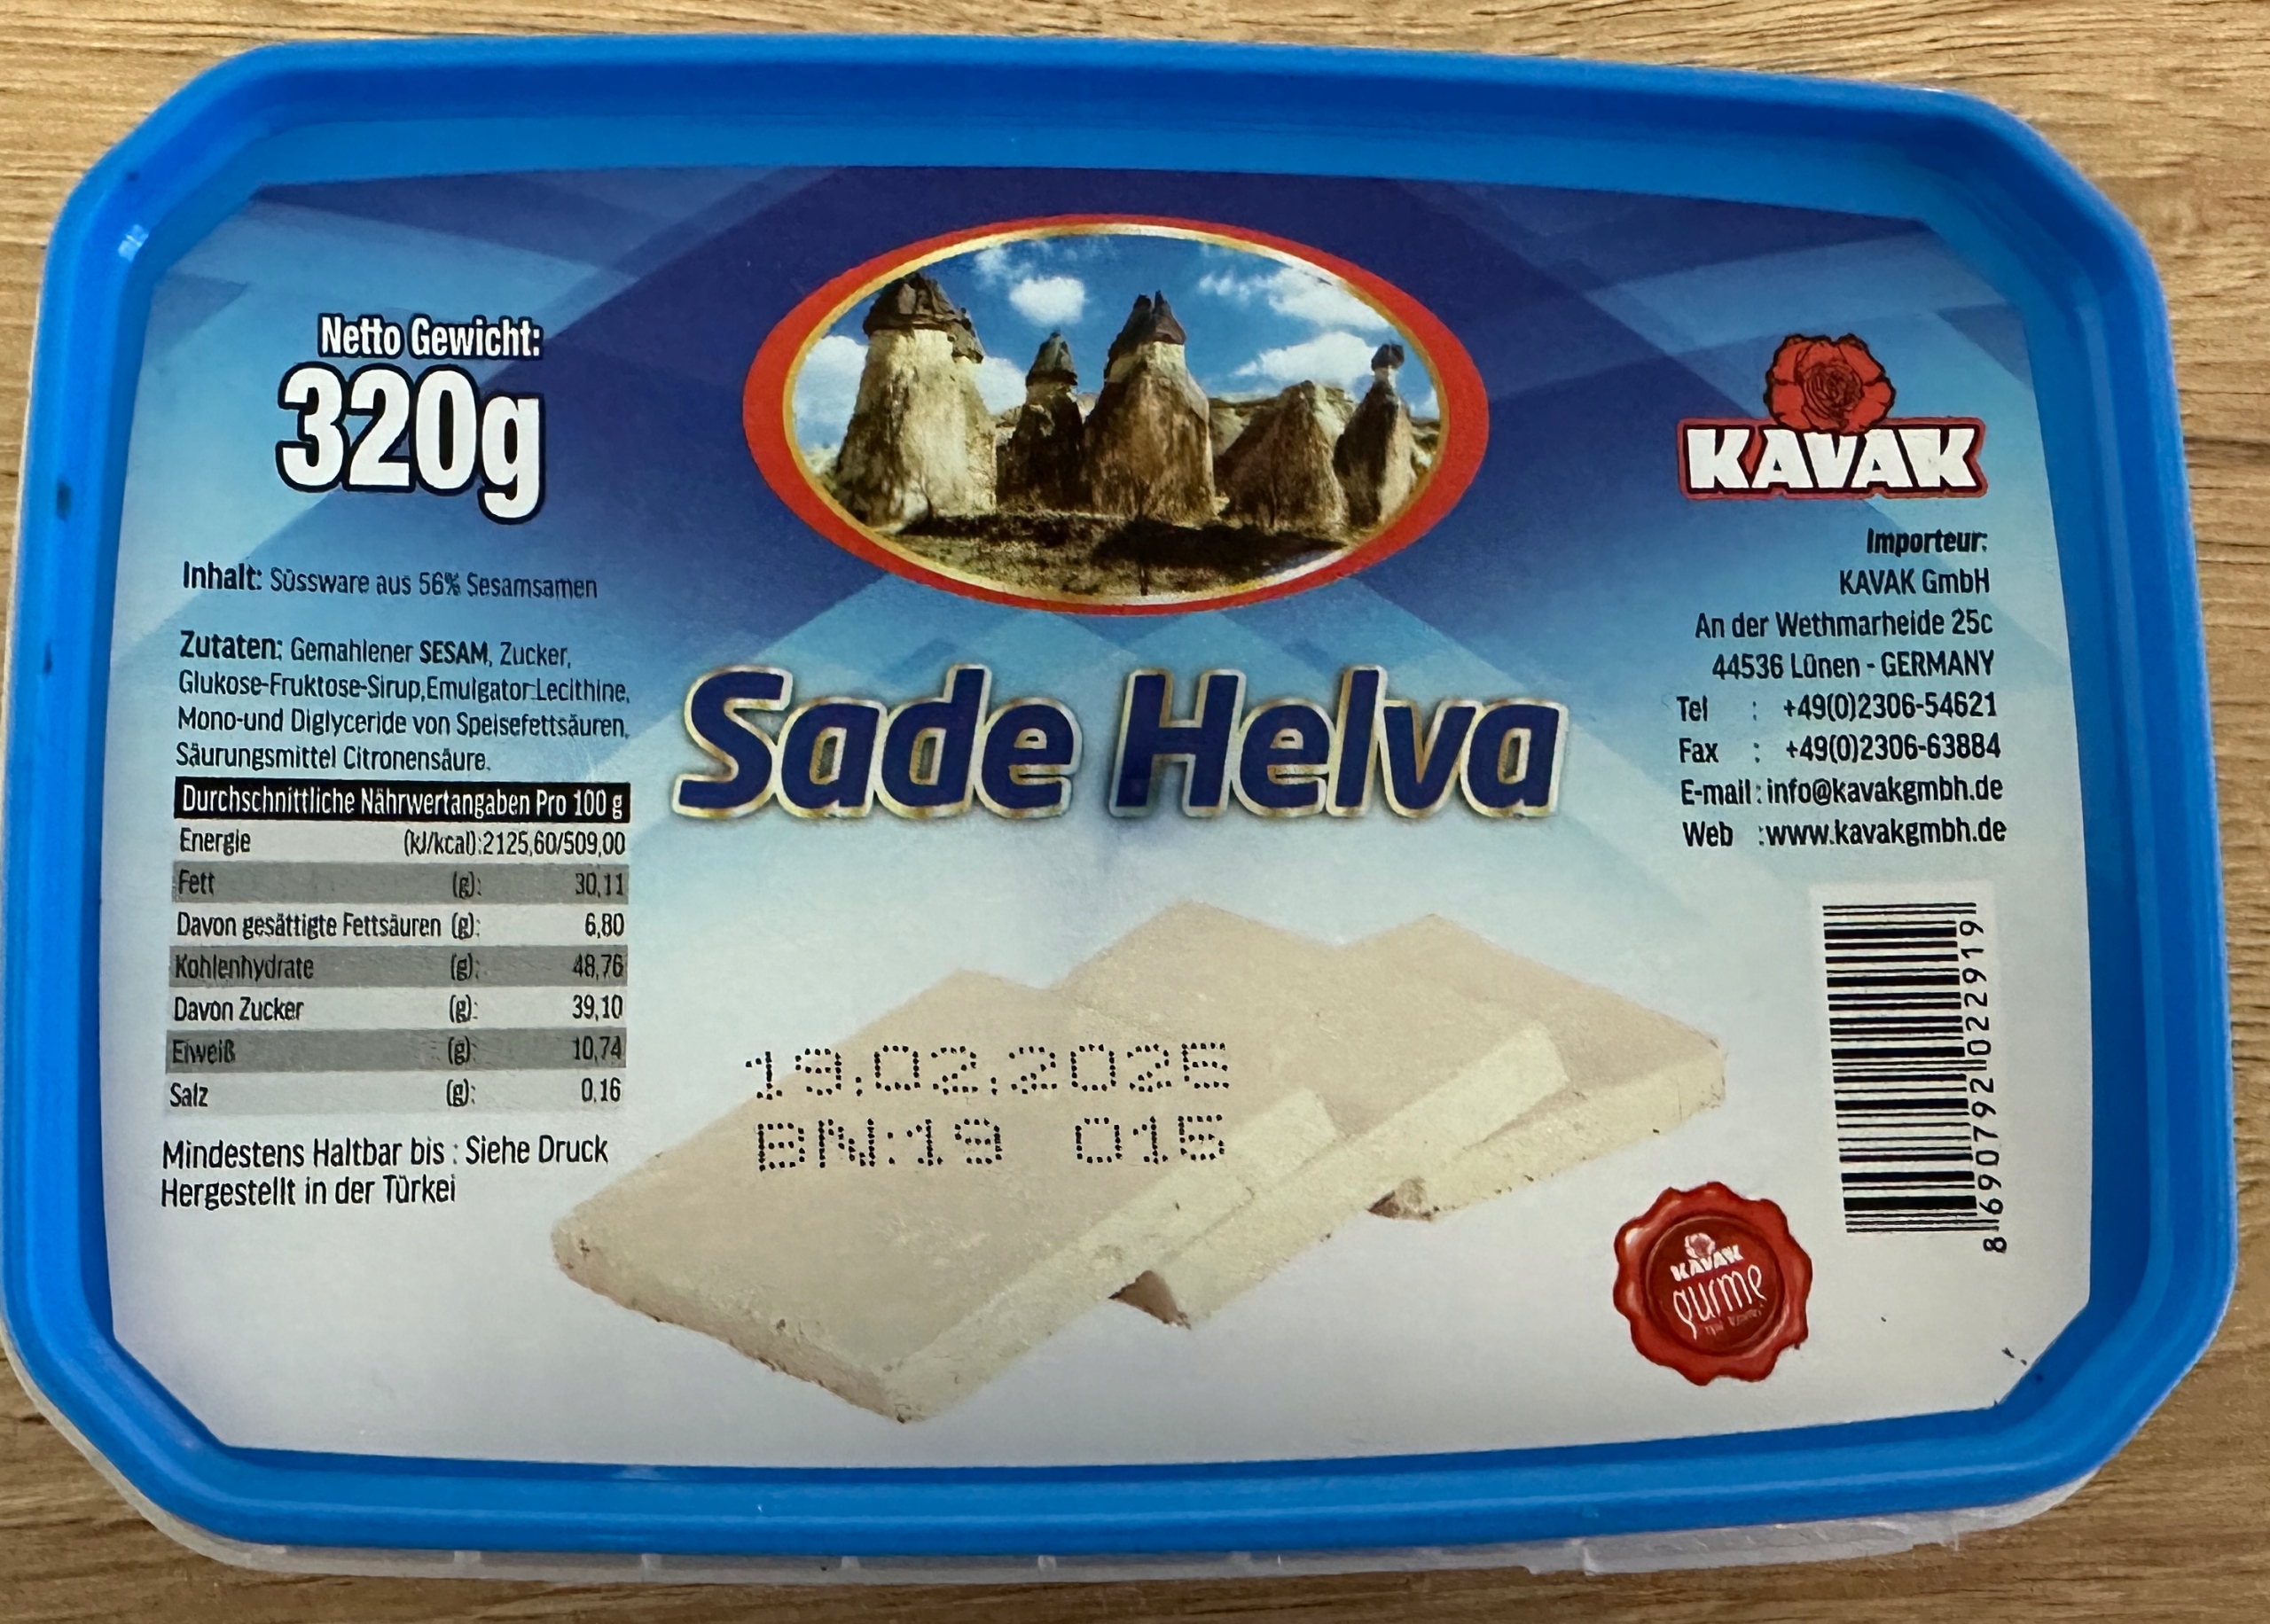 Netto Gewicht:
320g
Inhalt: Süssware aus 56% Sesamsamen
Zutaten: Gemahlener SESAM, Zucker,
Glukose-Fruktose-Sirup,Emulgator:Lecithine,
Mono-und Diglyceride von Speisefettsäuren,
Säurungsmittel Citronensäure.
Durchschnittliche Nährwertangaben Pro 100 g
Energie (kJ/kcal):2125,60/509,00
Fett (g): 30,11
Davon gesättigte Fettsäuren (g): 6,80
Kohlenhydrate (g): 48,76
Davon Zucker (g): 39,10
Eiweiß (g): 10,74
Salz (g): 0,16
Mindestens Haltbar bis : Siehe Druck
Hergestellt in der Türkei
Sade Helva
19.02.2025
BN:19 015
KAVAK
Importeur:
KAVAK GmbH
An der Wethmarheide 25c
44536 Lünen - GERMANY
Tel : +49(0)2306-54621
Fax : +49(0)2306-63884
E-mail : info@kavakgmbh.de
Web :www.kavakgmbh.de
8 690792 022919
KAVAK
gurme